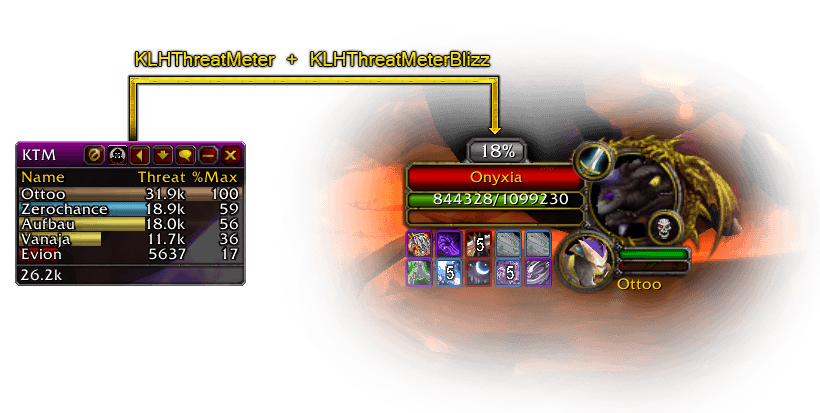 KLHThreatMeter + KLHThreatMeterBlizz
KTM
Name Threat %Max
Ottoo 31.9k 100
Zerochance 18.9k 59
Aufbau 18.0k 56
Vanaja 11.7k 36
Evion 5637 17
26.2k
18%
Onyxia
844328/1099230
5
5 5
Ottoo